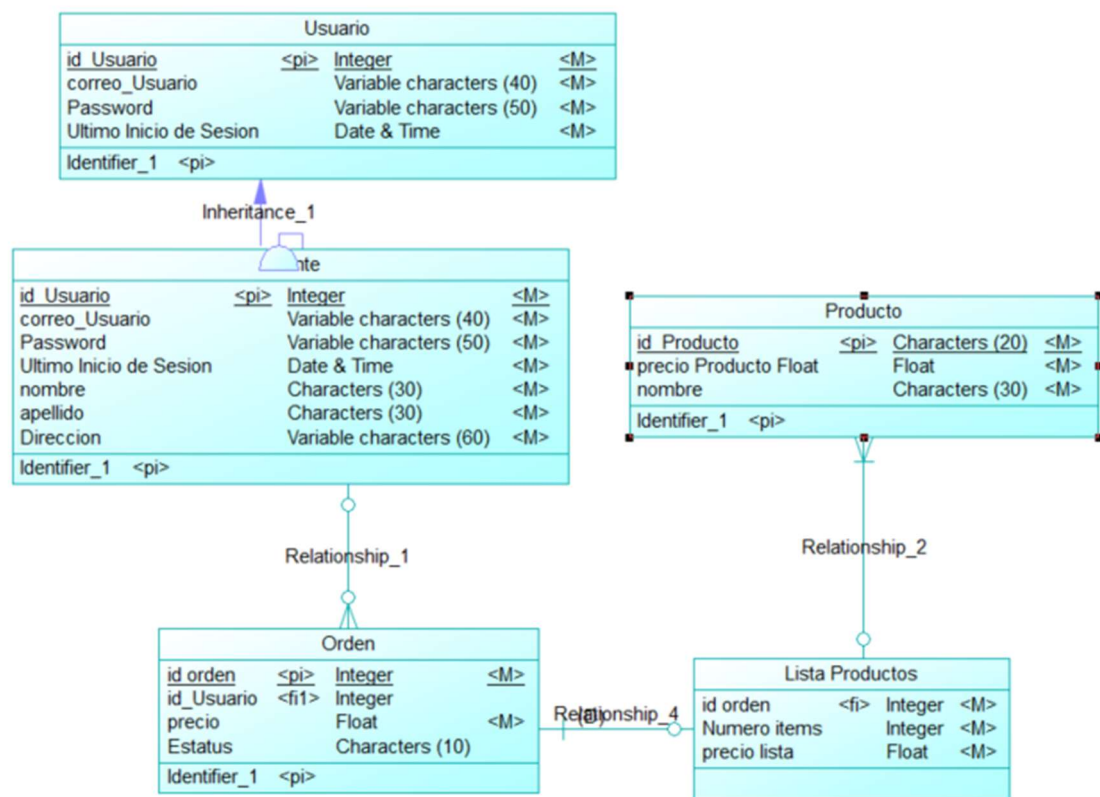 Usuario
id_Usuario <pi> Integer <M>
correo_Usuario Variable characters (40) <M>
Password Variable characters (50) <M>
Ultimo Inicio de Sesion Date & Time <M>
Identifier_1 <pi>
Inheritance_1
nte
id_Usuario <pi> Integer <M>
correo_Usuario Variable characters (40) <M>
Password Variable characters (50) <M>
Ultimo Inicio de Sesion Date & Time <M>
nombre Characters (30) <M>
apellido Characters (30) <M>
Direccion Variable characters (60) <M>
Identifier_1 <pi>
Producto
id_Producto <pi> Characters (20) <M>
precio Producto Float Float <M>
nombre Characters (30) <M>
Identifier_1 <pi>
Relationship_1
Relationship_2
Orden
id orden <pi> Integer <M>
id_Usuario <fi1> Integer
precio Float <M>
Estatus Characters (10)
Identifier_1 <pi>
Relationship_4
Lista Productos
id orden <fi> Integer <M>
Numero items Integer <M>
precio lista Float <M>